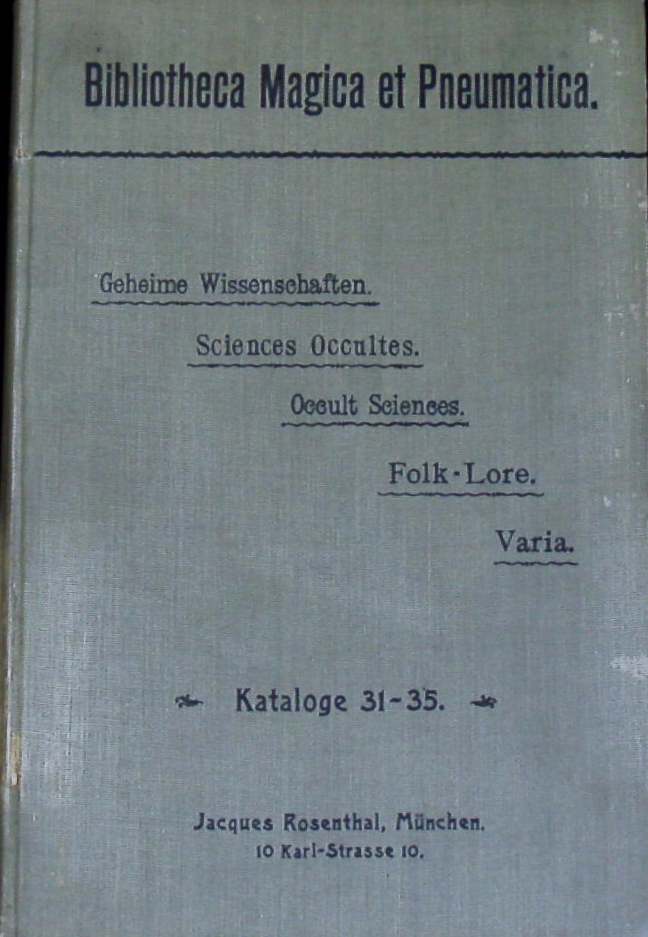 Bibliotheca Magica et Pneumatica.
Geheime Wissenschaften.
Sciences Occultes.
Occult Sciences.
Folk-Lore.
Varia.
Kataloge 31-35.
Jacques Rosenthal, München.
10 Karl-Strasse 10.